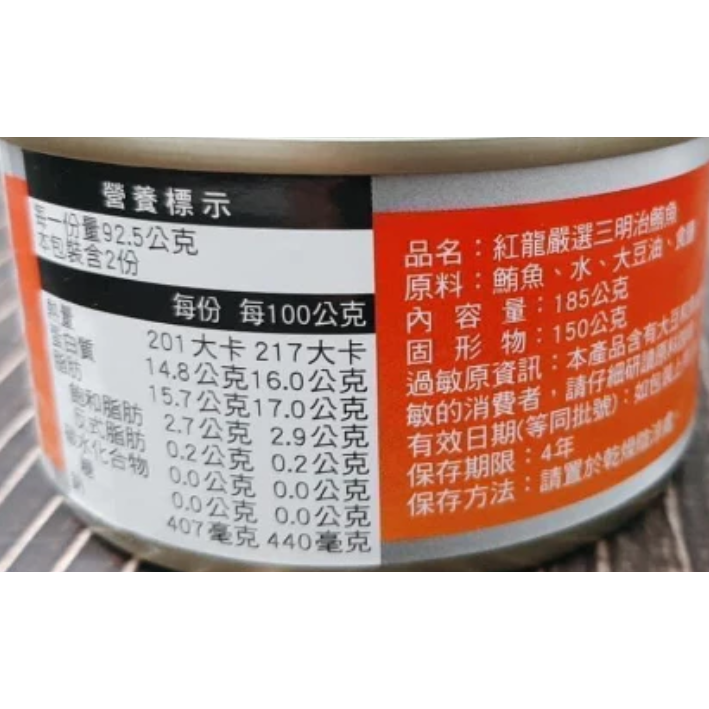 營養標示
每一份量92.5公克
本包裝含2份
每份 每100公克
熱量 201大卡 217大卡
蛋白質 14.8公克 16.0公克
脂肪 15.7公克 17.0公克
飽和脂肪 2.7公克 2.9公克
反式脂肪 0.2公克 0.2公克
碳水化合物 0.0公克 0.0公克
糖 0.0公克 0.0公克
鈉 407毫克 440毫克
品名：紅龍嚴選三明治鮪魚
原料：鮪魚、水、大豆油、食鹽
內容量：185公克
固形物：150公克
過敏原資訊：本產品含有大豆
敏的消費者，請仔細研讀
有效日期(等同批號)：如包裝上
保存期限：4年
保存方法：請置於乾燥陰涼處。